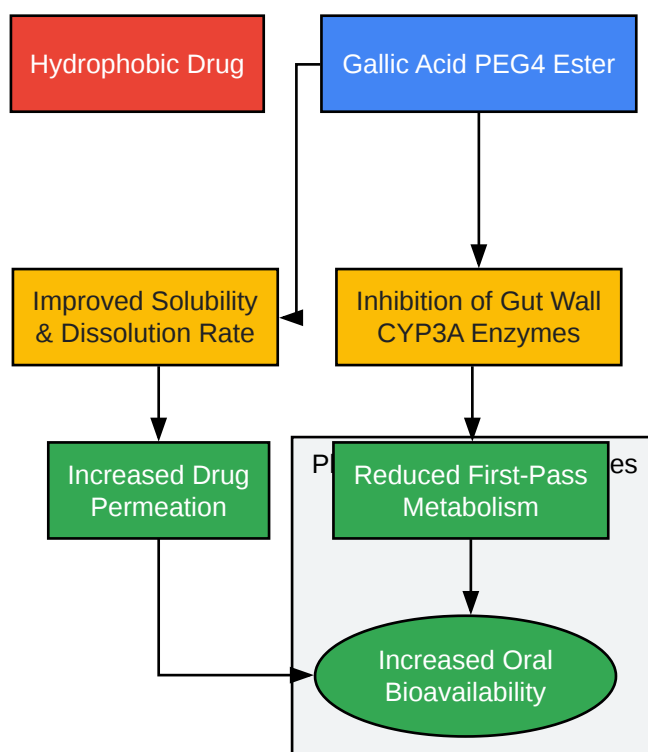 Hydrophobic Drug
Gallic Acid PEG4 Ester
Improved Solubility
& Dissolution Rate
Inhibition of Gut Wall
CYP3A Enzymes
Increased Drug
Permeation
Reduced First-Pass
Metabolism
Increased Oral
Bioavailability